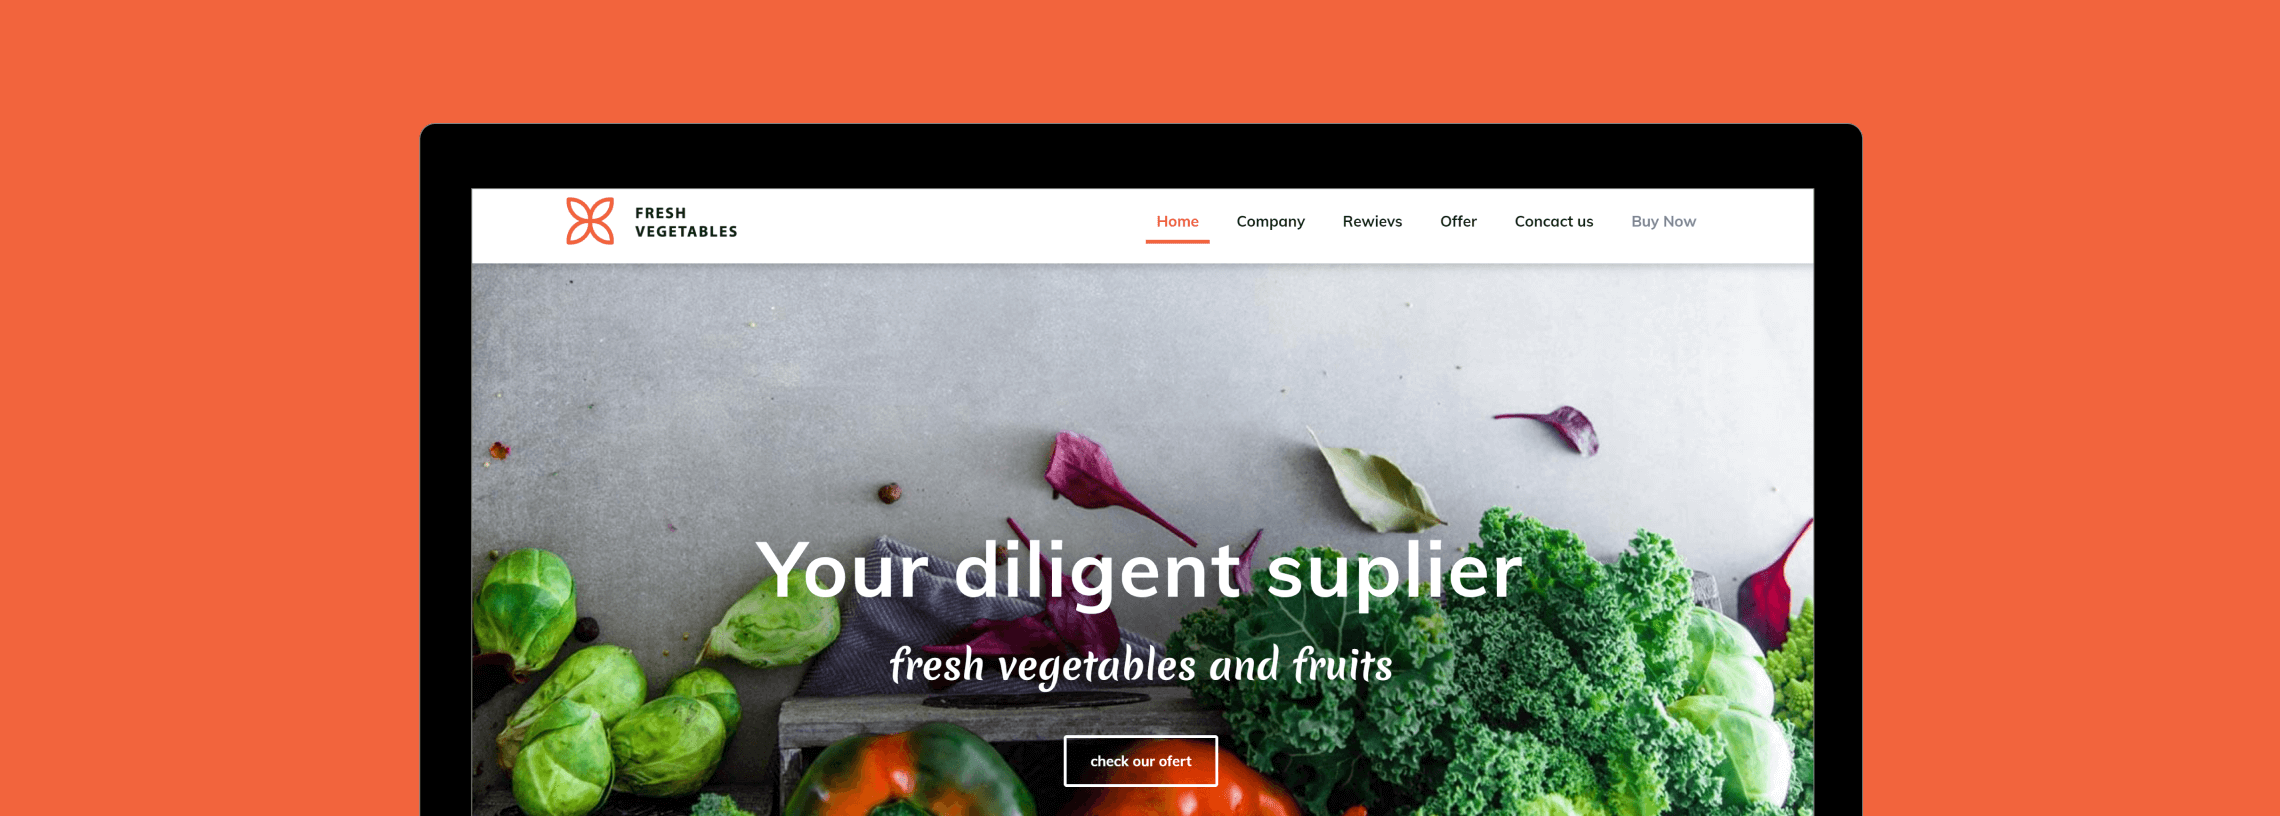 FRESH
VEGETABLES
Home Company Rewievs Offer Concact us Buy Now
Your diligent suplier
fresh vegetables and fruits
check our ofert